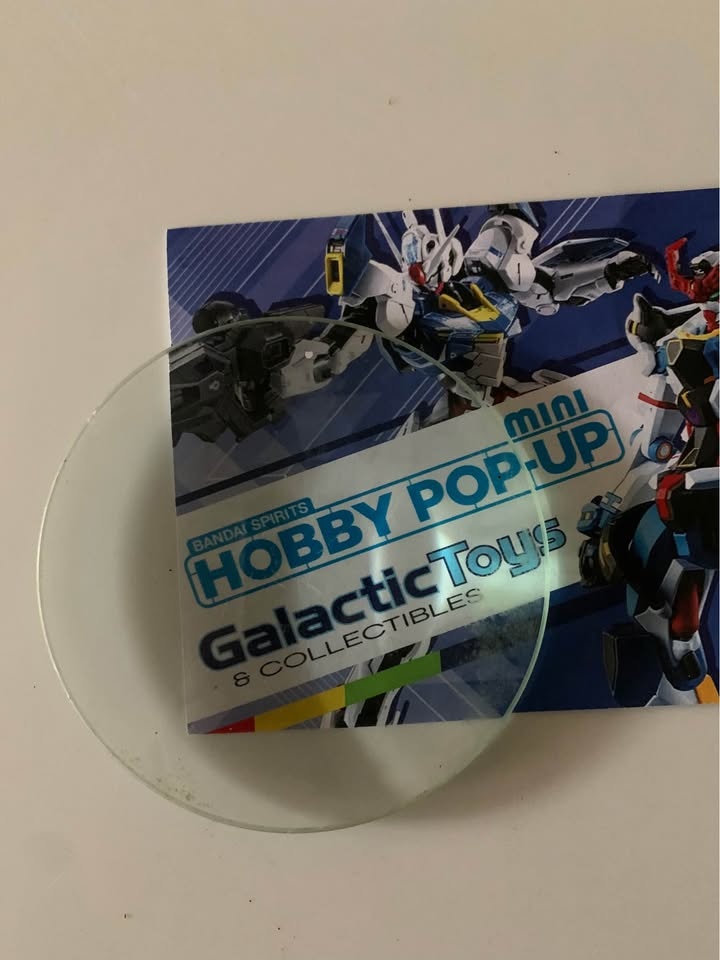 MINI
BANDAI SPIRITS
HOBBY POP-UP
GalacticToys
& COLLECTIBLES